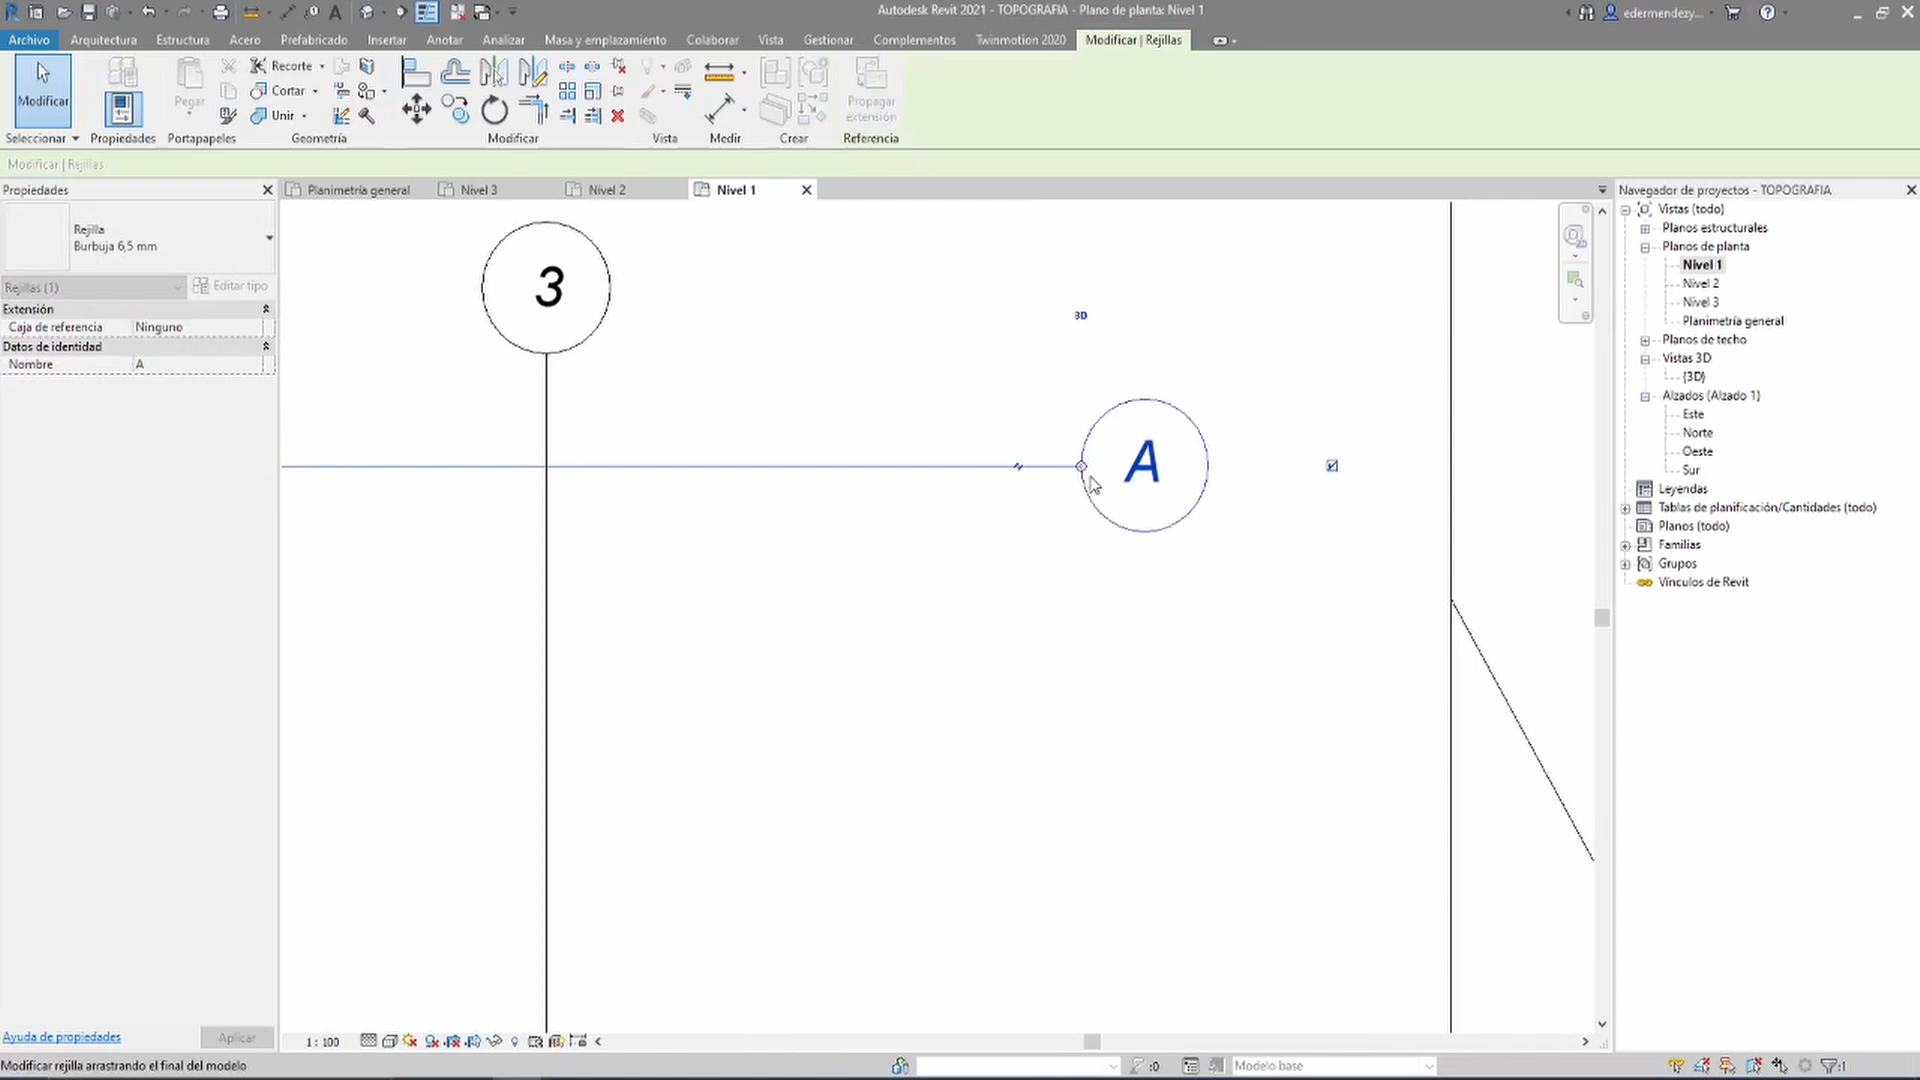 Autodesk Revit 2021 - TOPOGRAFIA - Plano de planta: Nivel 1
edermendezy...
Archivo Arquitectura Estructura Acero Prefabricado Insertar Anotar Analizar Masa y emplazamiento Colaborar Vista Gestionar Complementos Twinmotion 2020 Modificar | Rejillas
Modificar
Pegar
Recorte
Cortar
Unir
Propagar
extensión
Seleccionar Propiedades Portapapeles Geometría Modificar Vista Medir Crear Referencia
Modificar | Rejillas
Propiedades
Rejilla
Burbuja 6,5 mm
Rejillas (1)
Editar tipo
Extensión
Caja de referencia Ninguno
Datos de identidad
Nombre A
Ayuda de propiedades
Aplicar
Planimetría general Nivel 3 Nivel 2 Nivel 1
3
3D
A
2D
1 : 100
Navegador de proyectos - TOPOGRAFIA
Vistas (todo)
Planos estructurales
Planos de planta
Nivel 1
Nivel 2
Nivel 3
Planimetría general
Planos de techo
Vistas 3D
{3D}
Alzados (Alzado 1)
Este
Norte
Oeste
Sur
Leyendas
Tablas de planificación/Cantidades (todo)
Planos (todo)
Familias
Grupos
Vínculos de Revit
Modificar rejilla arrastrando el final del modelo
:0
Modelo base
:1